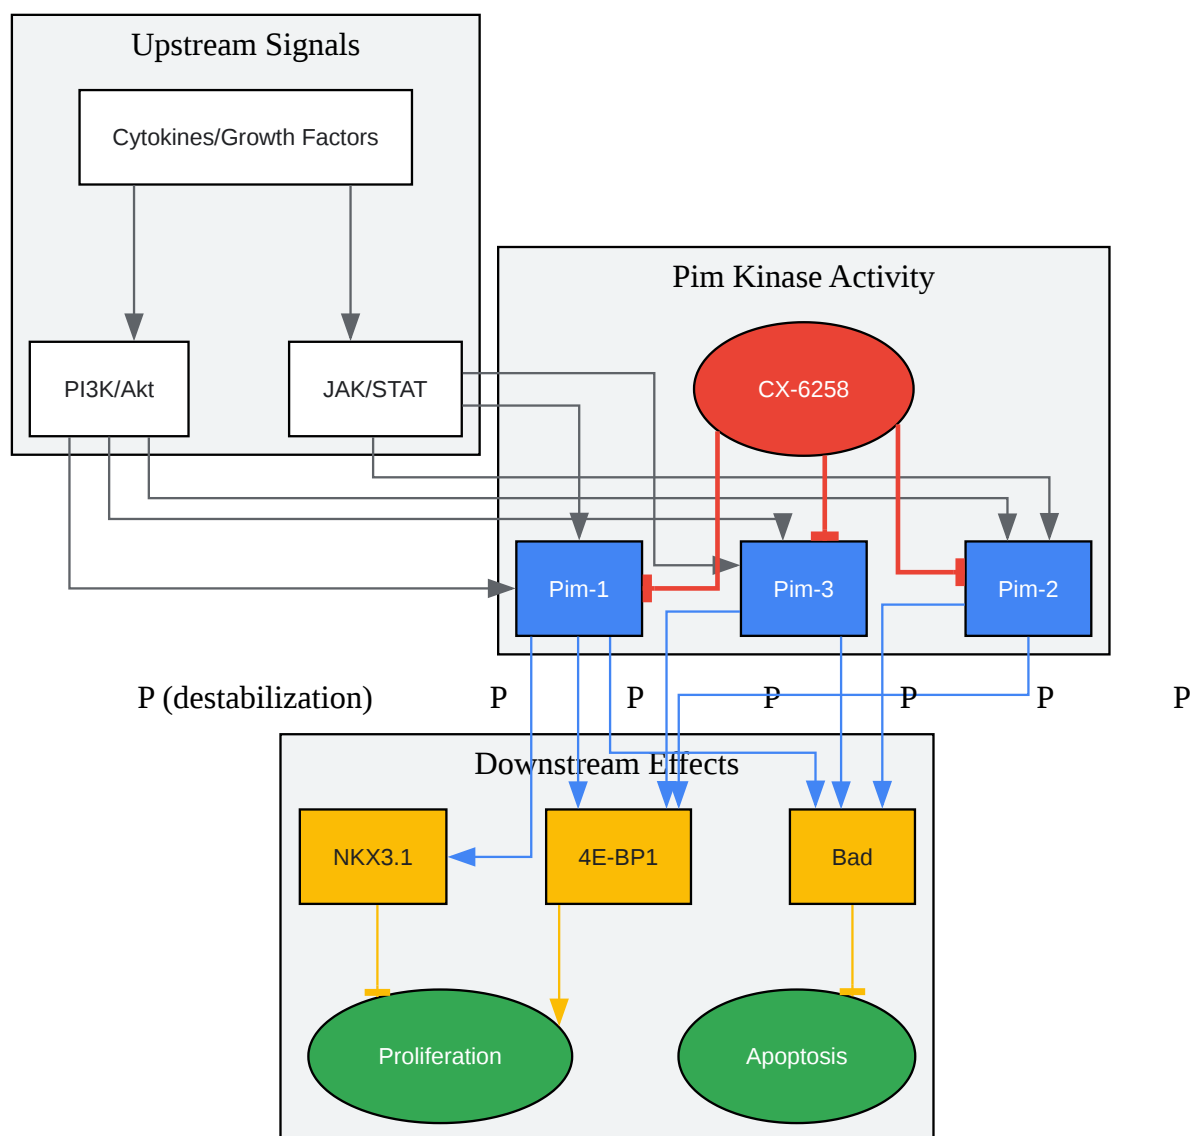 Upstream Signals
Cytokines/Growth Factors
Pim Kinase Activity
PI3K/Akt
JAK/STAT
CX-6258
Pim-1
Pim-3
Pim-2
P (destabilization)
P
P
P
P
P
P
Downstream Effects
NKX3.1
4E-BP1
Bad
Proliferation
Apoptosis